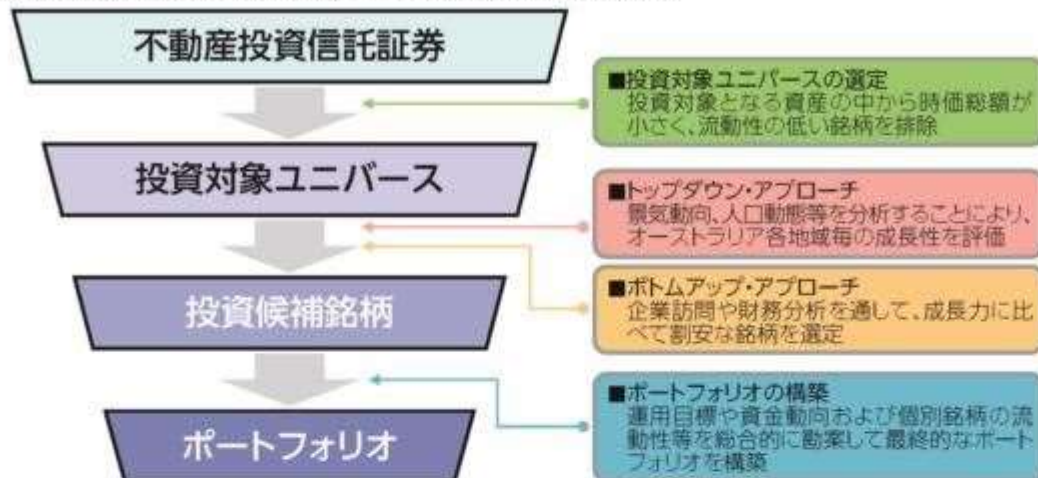 不動産投資信託証券
■投資対象ユニバースの選定
投資対象となる資産の中から時価総額が
小さく、流動性の低い銘柄を排除
投資対象ユニバース
■トップダウン・アプローチ
景気動向、人口動態等を分析することにより、
オーストラリア各地域毎の成長性を評価
■ボトムアップ・アプローチ
企業訪問や財務分析を通して、成長力に比
べて割安な銘柄を選定
投資候補銘柄
■ポートフォリオの構築
運用目標や資金動向および個別銘柄の流
動性等を総合的に勘案して最終的なポート
フォリオを構築
ポートフォリオ